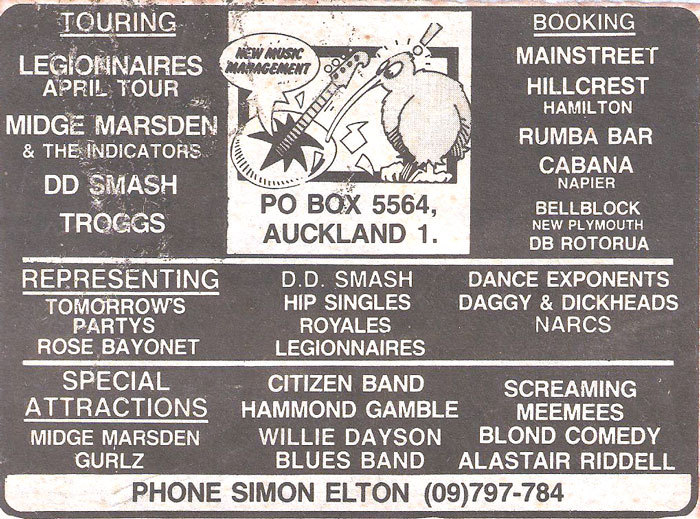 TOURING
LEGIONNAIRES
APRIL TOUR
MIDGE MARSDEN
& THE INDICATORS
DD SMASH
TROGGS
NEW MUSIC
MANAGEMENT
PO BOX 5564,
AUCKLAND 1.
BOOKING
MAINSTREET
HILLCREST
HAMILTON
RUMBA BAR
CABANA
NAPIER
BELLBLOCK
NEW PLYMOUTH
DB ROTORUA
REPRESENTING
TOMORROW'S
PARTYS
ROSE BAYONET
D.D. SMASH
HIP SINGLES
ROYALES
LEGIONNAIRES
DANCE EXPONENTS
DAGGY & DICKHEADS
NARCS
SPECIAL
ATTRACTIONS
MIDGE MARSDEN
GURLZ
CITIZEN BAND
HAMMOND GAMBLE
WILLIE DAYSON
BLUES BAND
SCREAMING
MEEMEES
BLOND COMEDY
ALASTAIR RIDDELL
PHONE SIMON ELTON (09)797-784